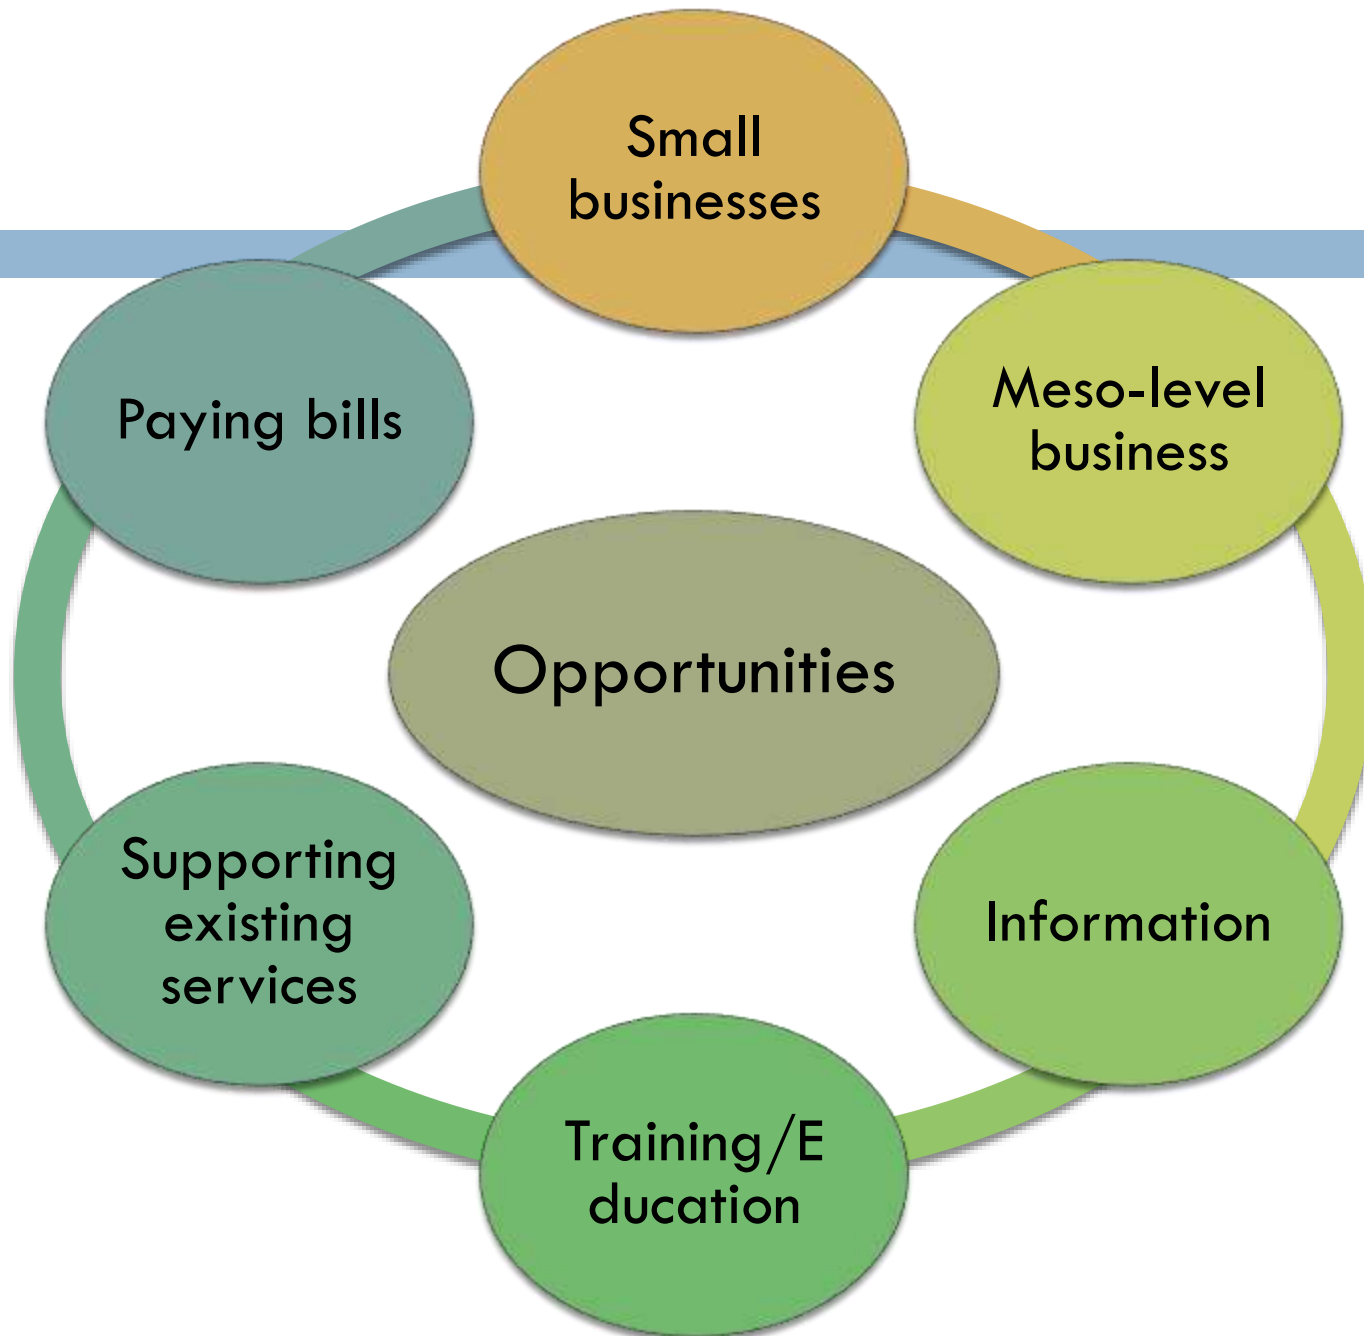 Small
businesses
Meso-level
business
Information
Training/E
ducation
Supporting
existing
services
Paying bills
Opportunities